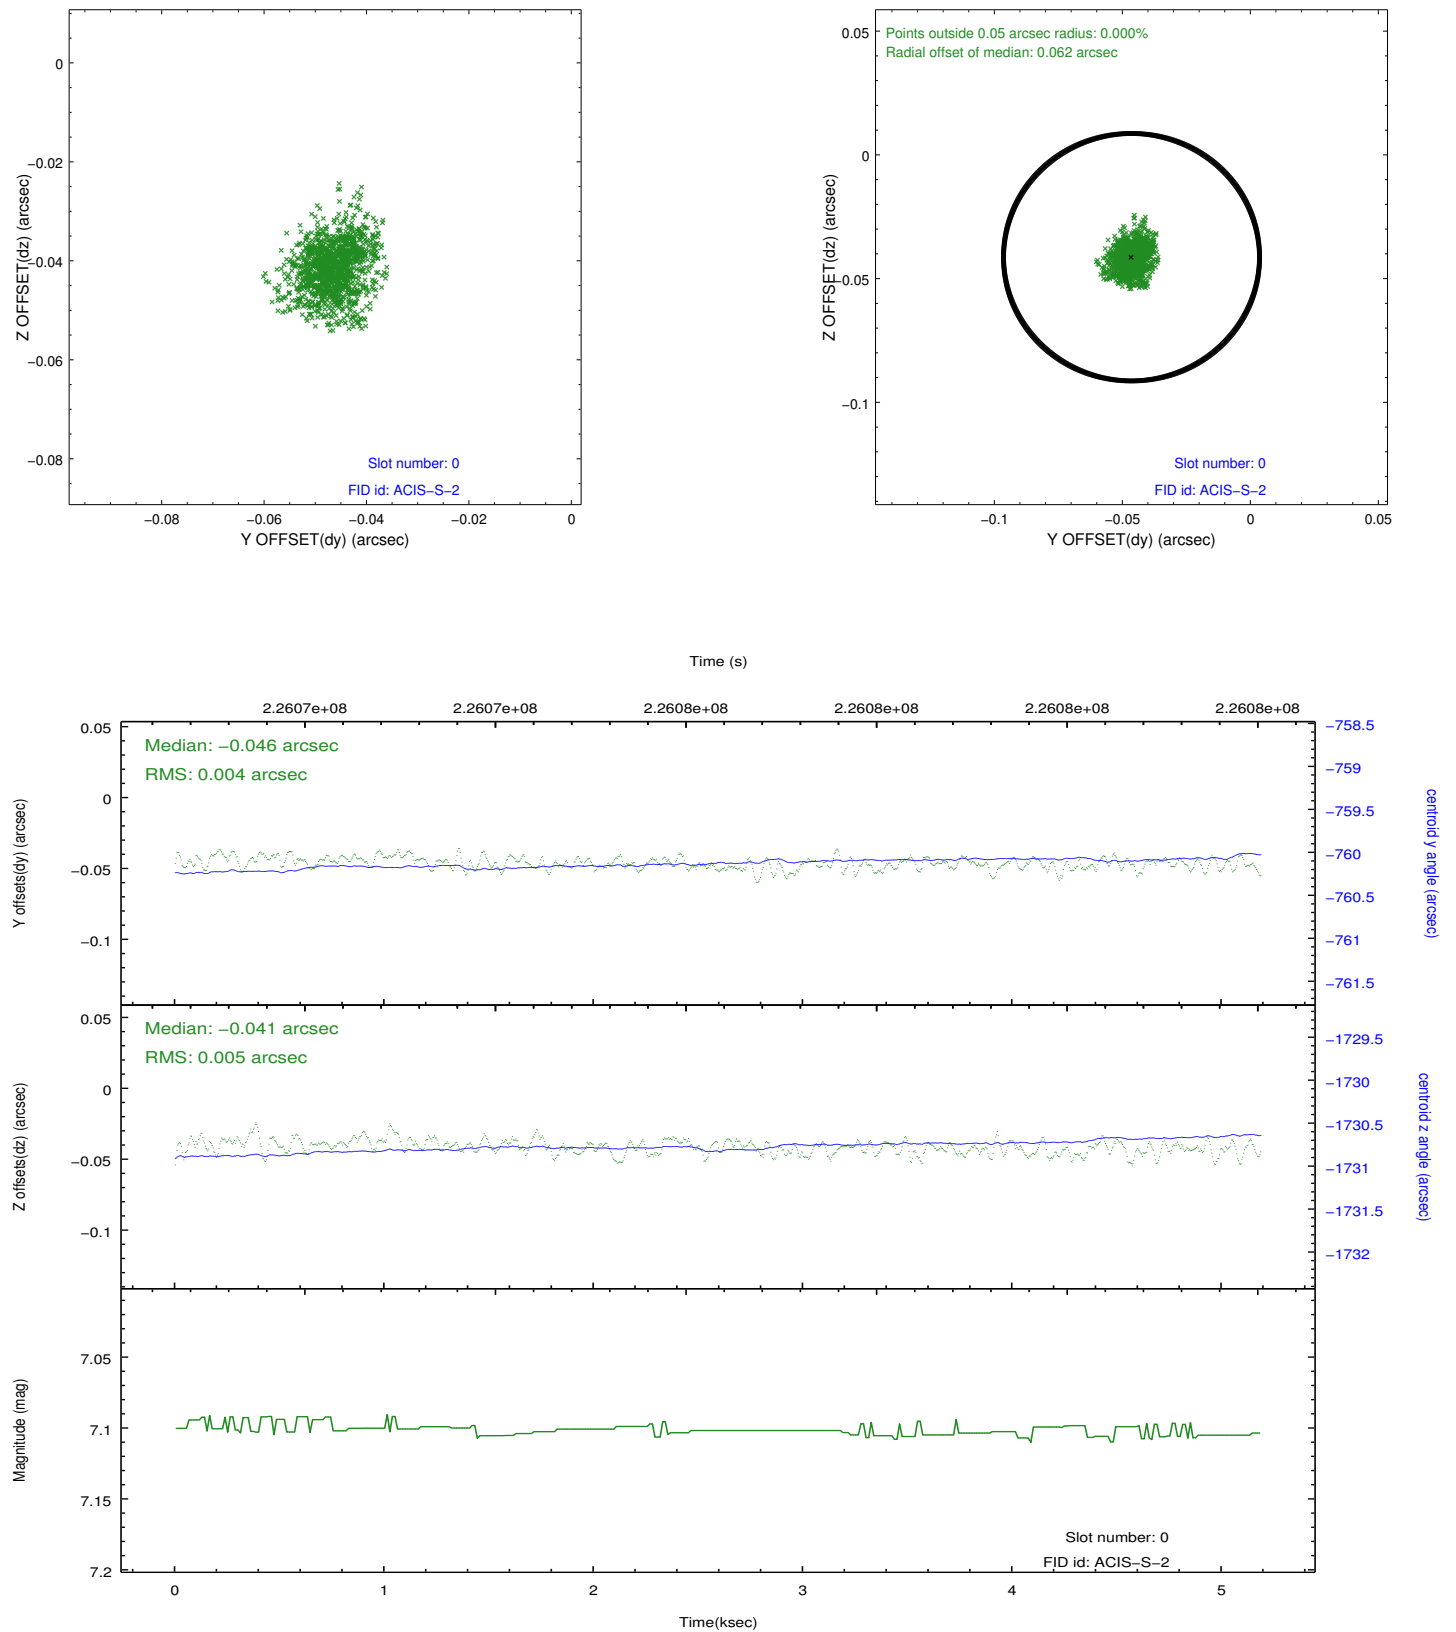 0
−0.02
−0.04
−0.06
−0.08
Z OFFSET(dz) (arcsec)
Slot number: 0
FID id: ACIS−S−2
−0.08
−0.06
−0.04
−0.02
0
Y OFFSET(dy) (arcsec)
Points outside 0.05 arcsec radius: 0.000%
Radial offset of median: 0.062 arcsec
0.05
0
−0.05
−0.1
Z OFFSET(dz) (arcsec)
Slot number: 0
FID id: ACIS−S−2
−0.1
−0.05
0
0.05
Y OFFSET(dy) (arcsec)
Time (s)
2.2607e+08
2.2607e+08
2.2608e+08
2.2608e+08
2.2608e+08
2.2608e+08
Median: −0.046 arcsec
RMS: 0.004 arcsec
0.05
0
−0.05
−0.1
Y offsets(dy) (arcsec)
−758.5
−759
−759.5
−760
−760.5
−761
−761.5
centroid y angle (arcsec)
Median: −0.041 arcsec
RMS: 0.005 arcsec
0.05
0
−0.05
−0.1
Z offsets(dz) (arcsec)
−1729.5
−1730
−1730.5
−1731
−1731.5
−1732
centroid z angle (arcsec)
7.05
7.1
7.15
7.2
Magnitude (mag)
Slot number: 0
FID id: ACIS−S−2
0
1
2
3
4
5
Time(ksec)